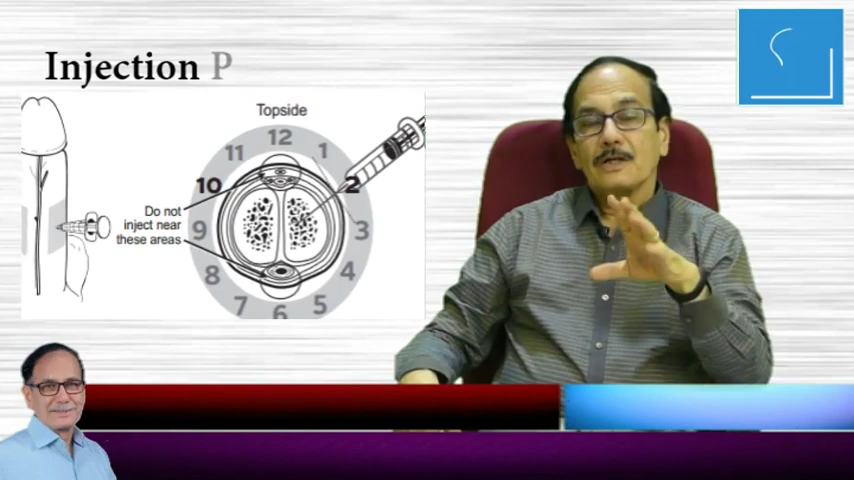 Injection P
Topside
12
11
1
10
2
Do not
inject near
these areas
9
3
8
4
7
5
6